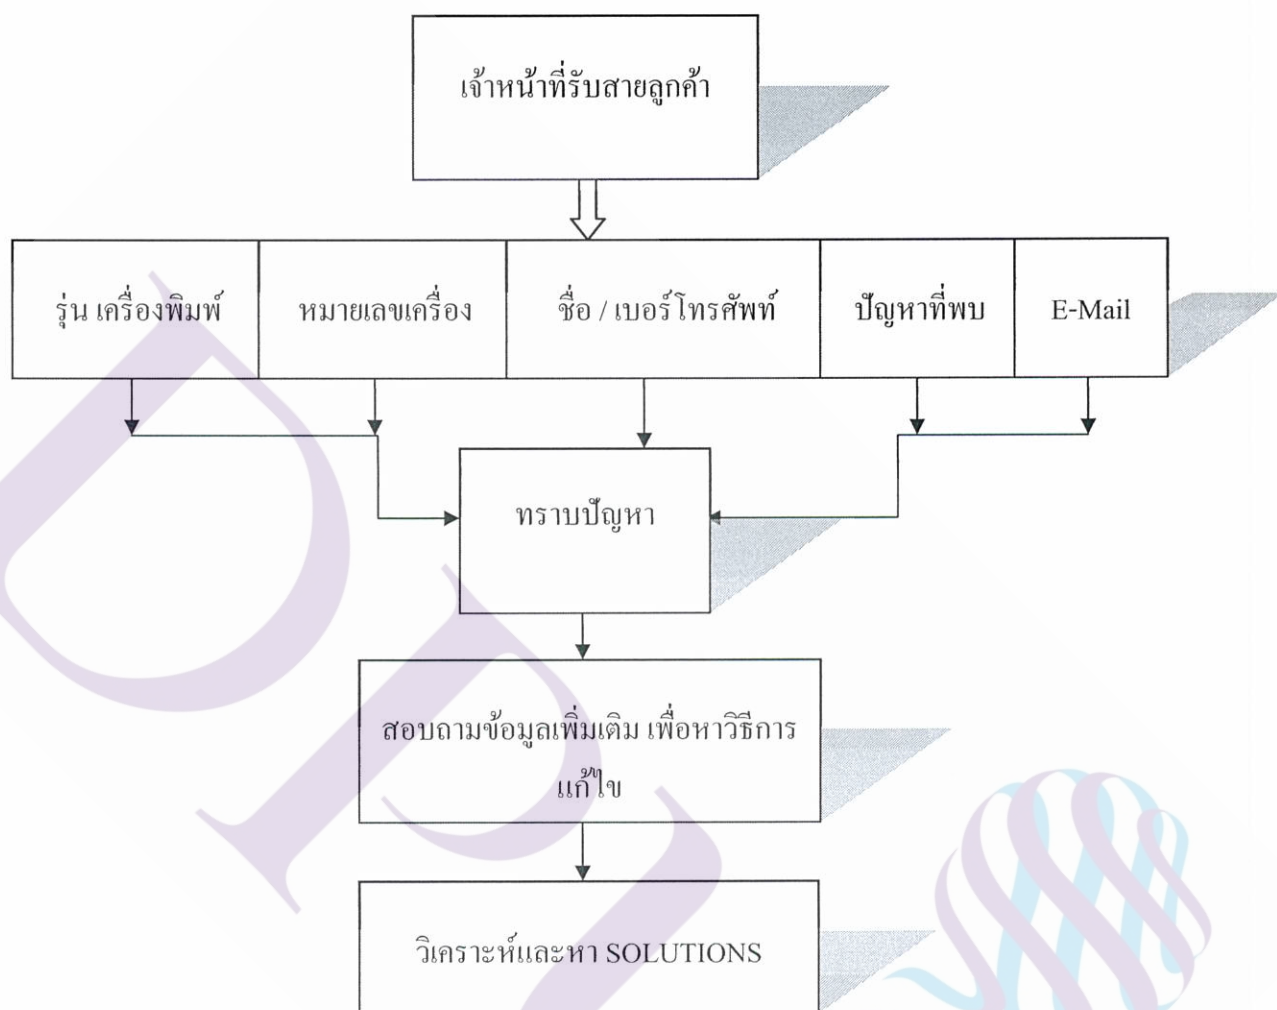 เจ้าหน้าที่รับสายลูกค้า
รุ่น เครื่องพิมพ์
หมายเลขเครื่อง
ชื่อ / เบอร์โทรศัพท์
ปัญหาที่พบ
E-Mail
ทราบปัญหา
สอบถามข้อมูลเพิ่มเติม เพื่อหาวิธีการ
แก้ไข
วิเคราะห์และหา SOLUTIONS